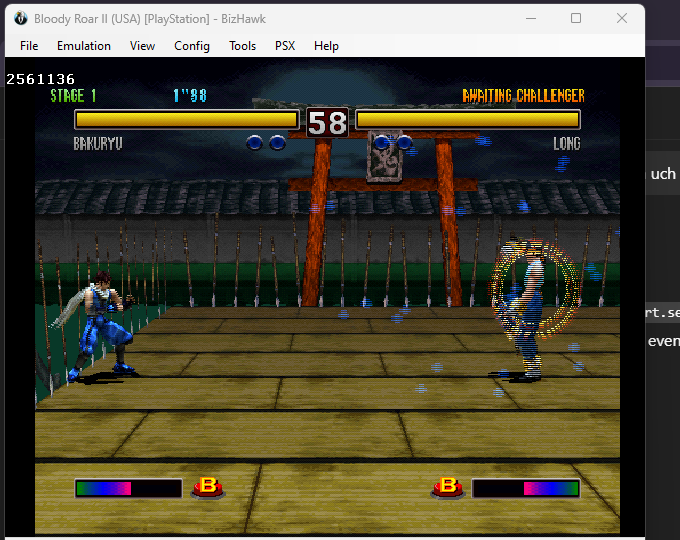 Bloody Roar II (USA) [PlayStation] - BizHawk
File Emulation View Config Tools PSX Help
2561136
STAGE 1 1"88 AWAITING CHALLENGER
58
BAKURYU LONG
uch
rt.se
even
B B